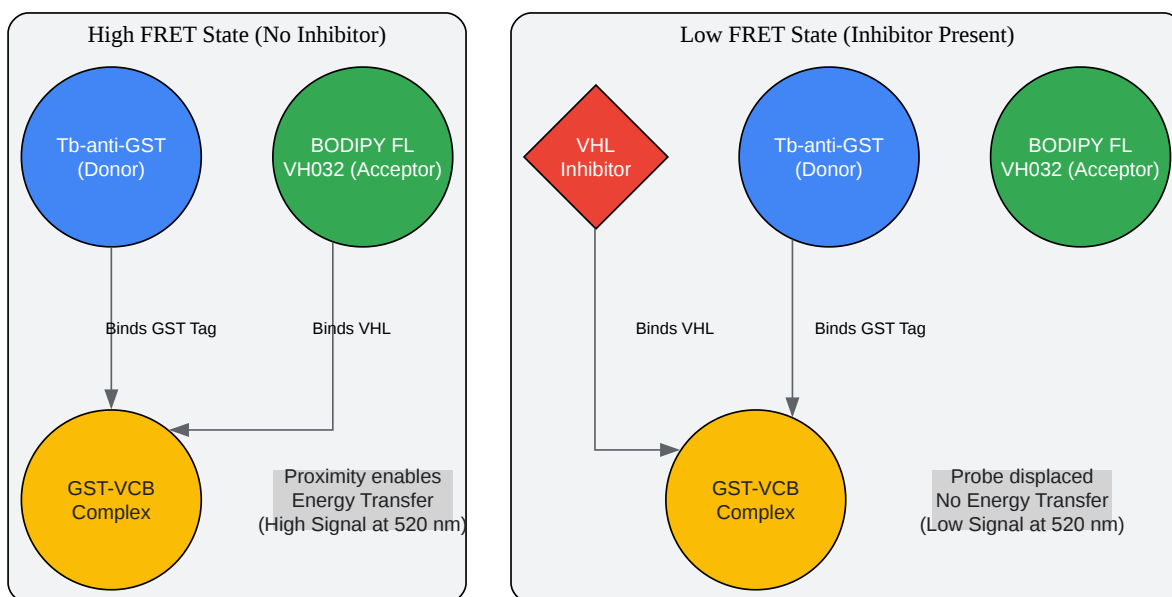 High FRET State (No Inhibitor)
Tb-anti-GST
(Donor)
BODIPY FL
VH032 (Acceptor)
Binds GST Tag
Binds VHL
GST-VCB
Complex
Proximity enables
Energy Transfer
(High Signal at 520 nm)
Low FRET State (Inhibitor Present)
VHL
Inhibitor
Tb-anti-GST
(Donor)
BODIPY FL
VH032 (Acceptor)
Binds VHL
Binds GST Tag
GST-VCB
Complex
Probe displaced
No Energy Transfer
(Low Signal at 520 nm)